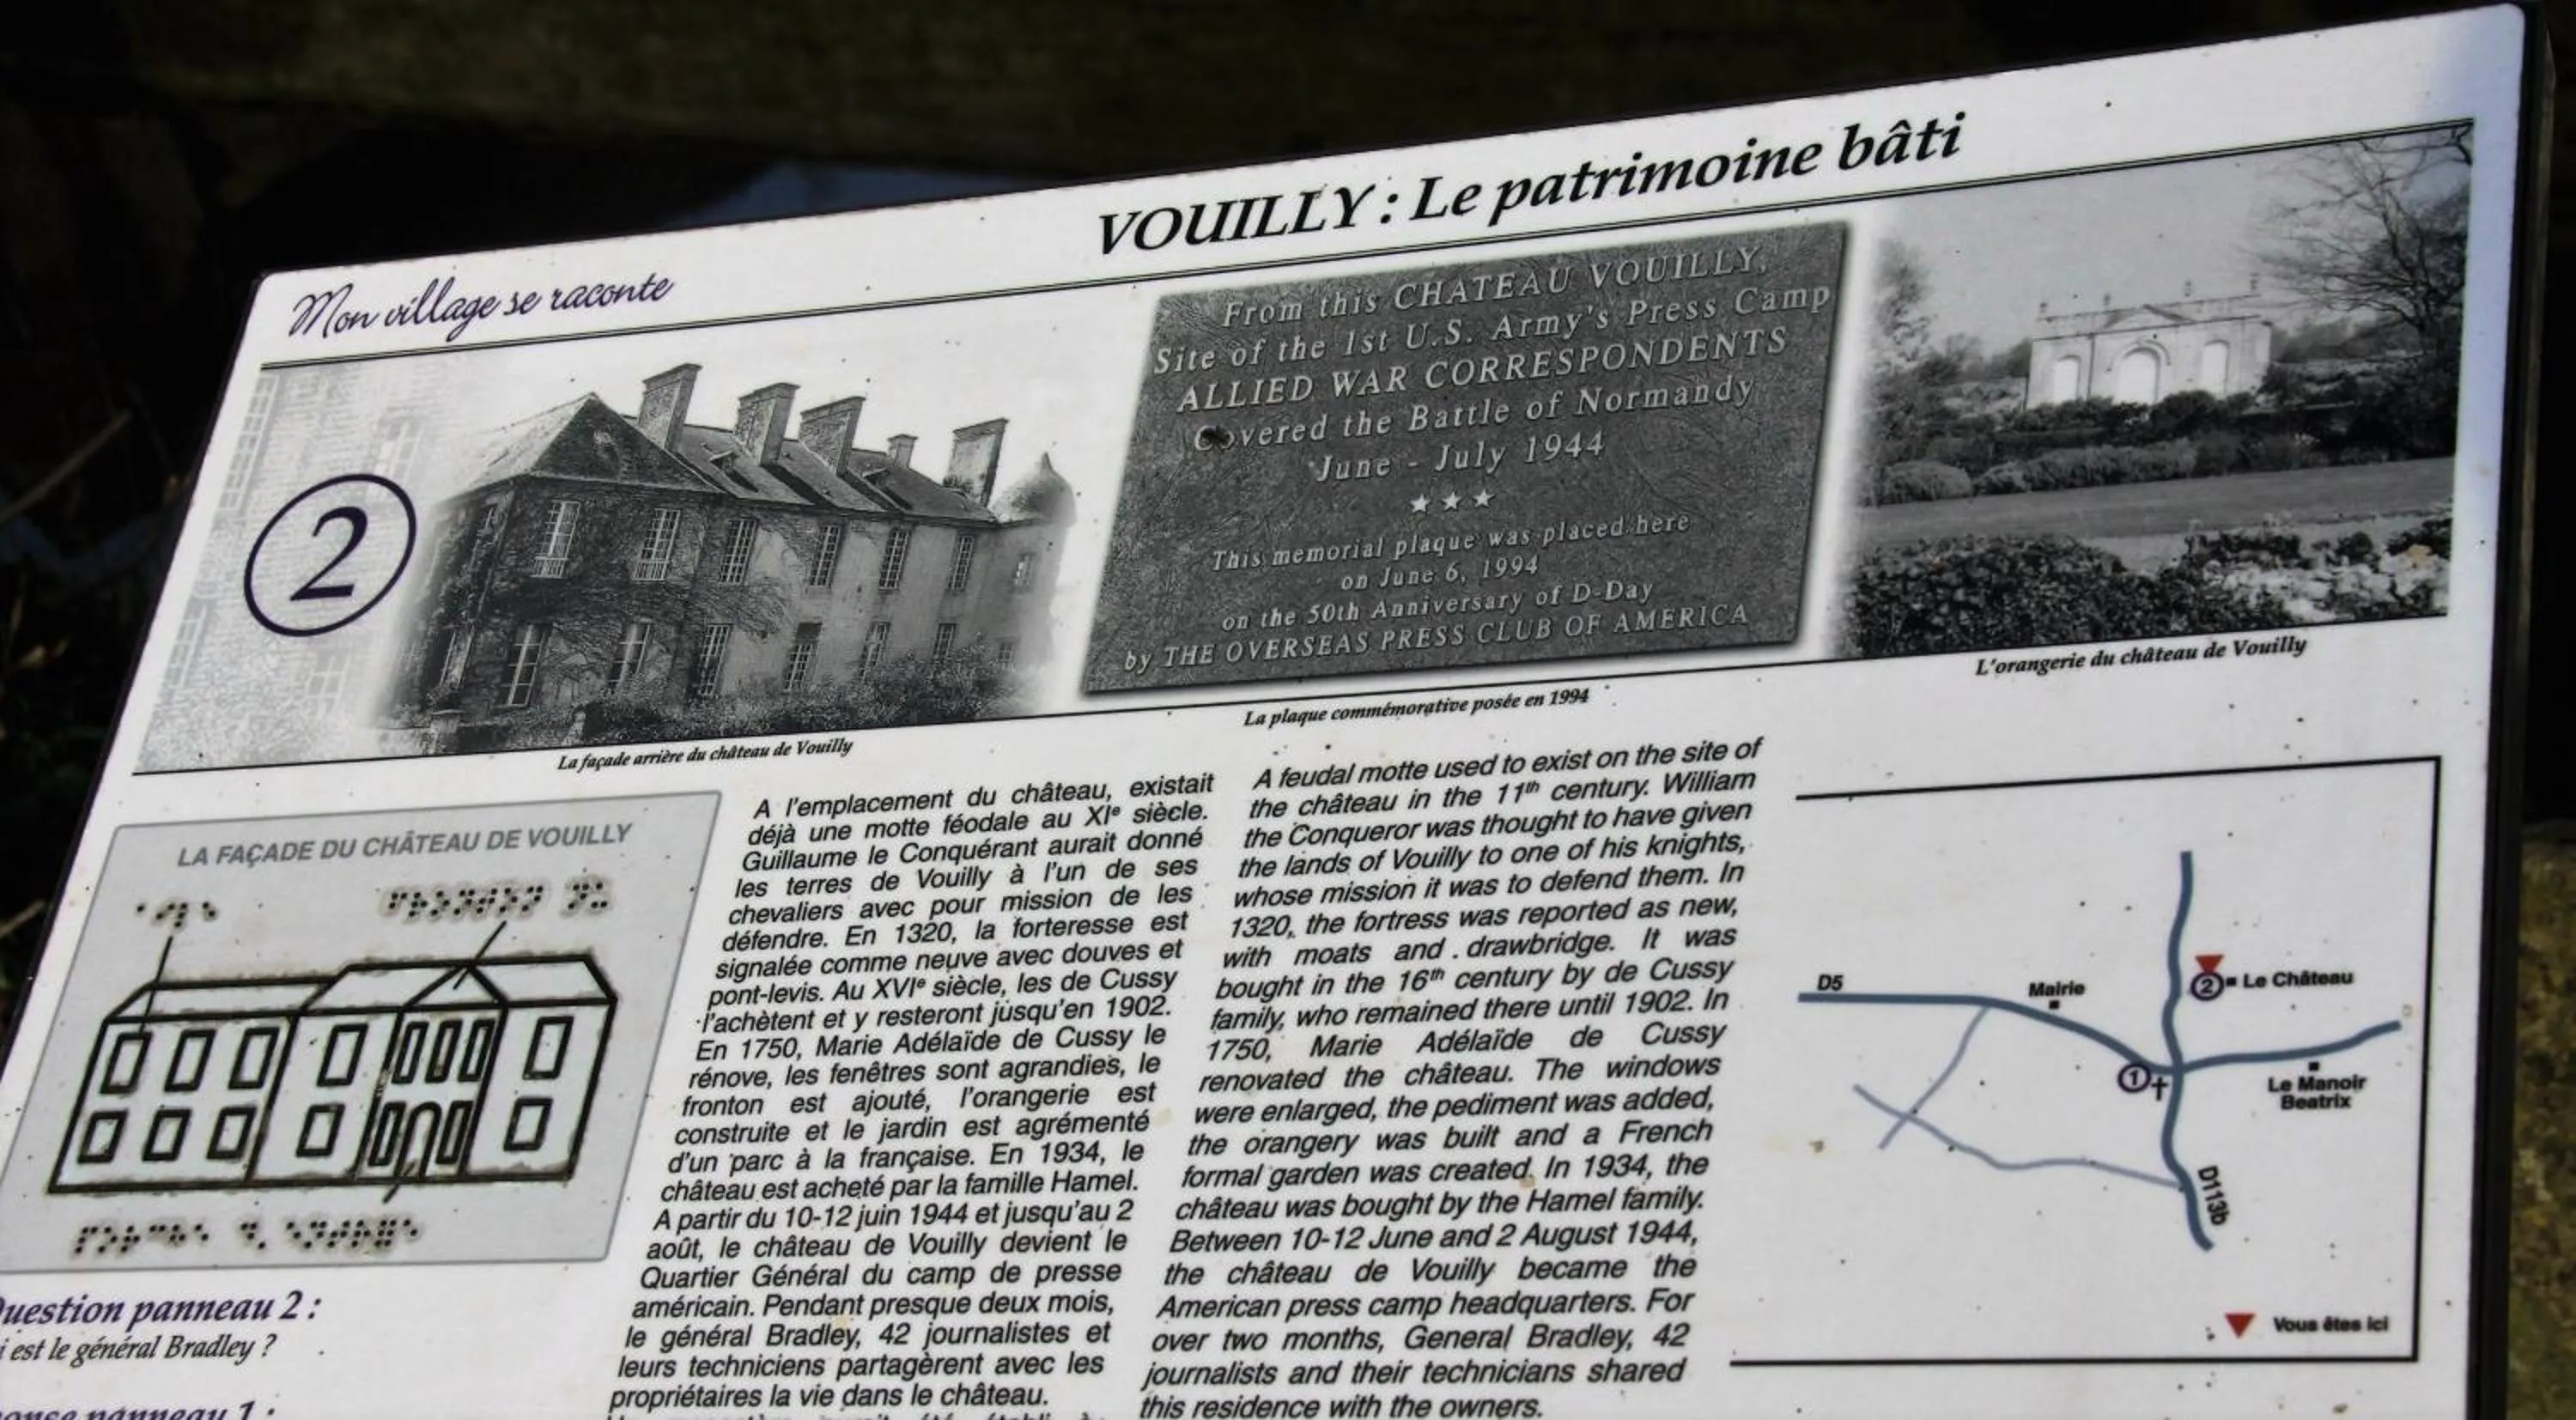 VOUILLY : Le patrimoine bâti
Mon village se raconte
2
From this CHATEAU VOUILLY,
Site of the 1st U.S. Army's Press Camp
ALLIED WAR CORRESPONDENTS
Covered the Battle of Normandy
June - July 1944
★ ★ ★
This memorial plaque was placed here
on June 6, 1994
on the 50th Anniversary of D-Day
by THE OVERSEAS PRESS CLUB OF AMERICA
La façade arrière du château de Vouilly
La plaque commémorative posée en 1994
L'orangerie du château de Vouilly
LA FAÇADE DU CHÂTEAU DE VOUILLY
Question panneau 2 :
est le général Bradley ?
panneau 1 :
A l'emplacement du château, existait
déjà une motte féodale au XIe siècle.
Guillaume le Conquérant aurait donné
les terres de Vouilly à l'un de ses
chevaliers avec pour mission de les
défendre. En 1320, la forteresse est
signalée comme neuve avec douves et
pont-levis. Au XVIe siècle, les de Cussy
l'achètent et y resteront jusqu'en 1902.
En 1750, Marie Adélaïde de Cussy le
rénove, les fenêtres sont agrandies, le
fronton est ajouté, l'orangerie est
construite et le jardin est agrémenté
d'un parc à la française. En 1934, le
château est acheté par la famille Hamel.
A partir du 10-12 juin 1944 et jusqu'au 2
août, le château de Vouilly devient le
Quartier Général du camp de presse
américain. Pendant presque deux mois,
le général Bradley, 42 journalistes et
leurs techniciens partagèrent avec les
propriétaires la vie dans le château.
A feudal motte used to exist on the site of
the château in the 11th century. William
the Conqueror was thought to have given
the lands of Vouilly to one of his knights,
whose mission it was to defend them. In
1320, the fortress was reported as new,
with moats and drawbridge. It was
bought in the 16th century by de Cussy
family, who remained there until 1902. In
1750, Marie Adélaïde de Cussy
renovated the château. The windows
were enlarged, the pediment was added,
the orangery was built and a French
formal garden was created. In 1934, the
château was bought by the Hamel family.
Between 10-12 June and 2 August 1944,
the château de Vouilly became the
American press camp headquarters. For
over two months, General Bradley, 42
journalists and their technicians shared
this residence with the owners.
D5
Mairie
2
Le Château
1
Le Manoir
Beatrix
D113b
Vous êtes ici